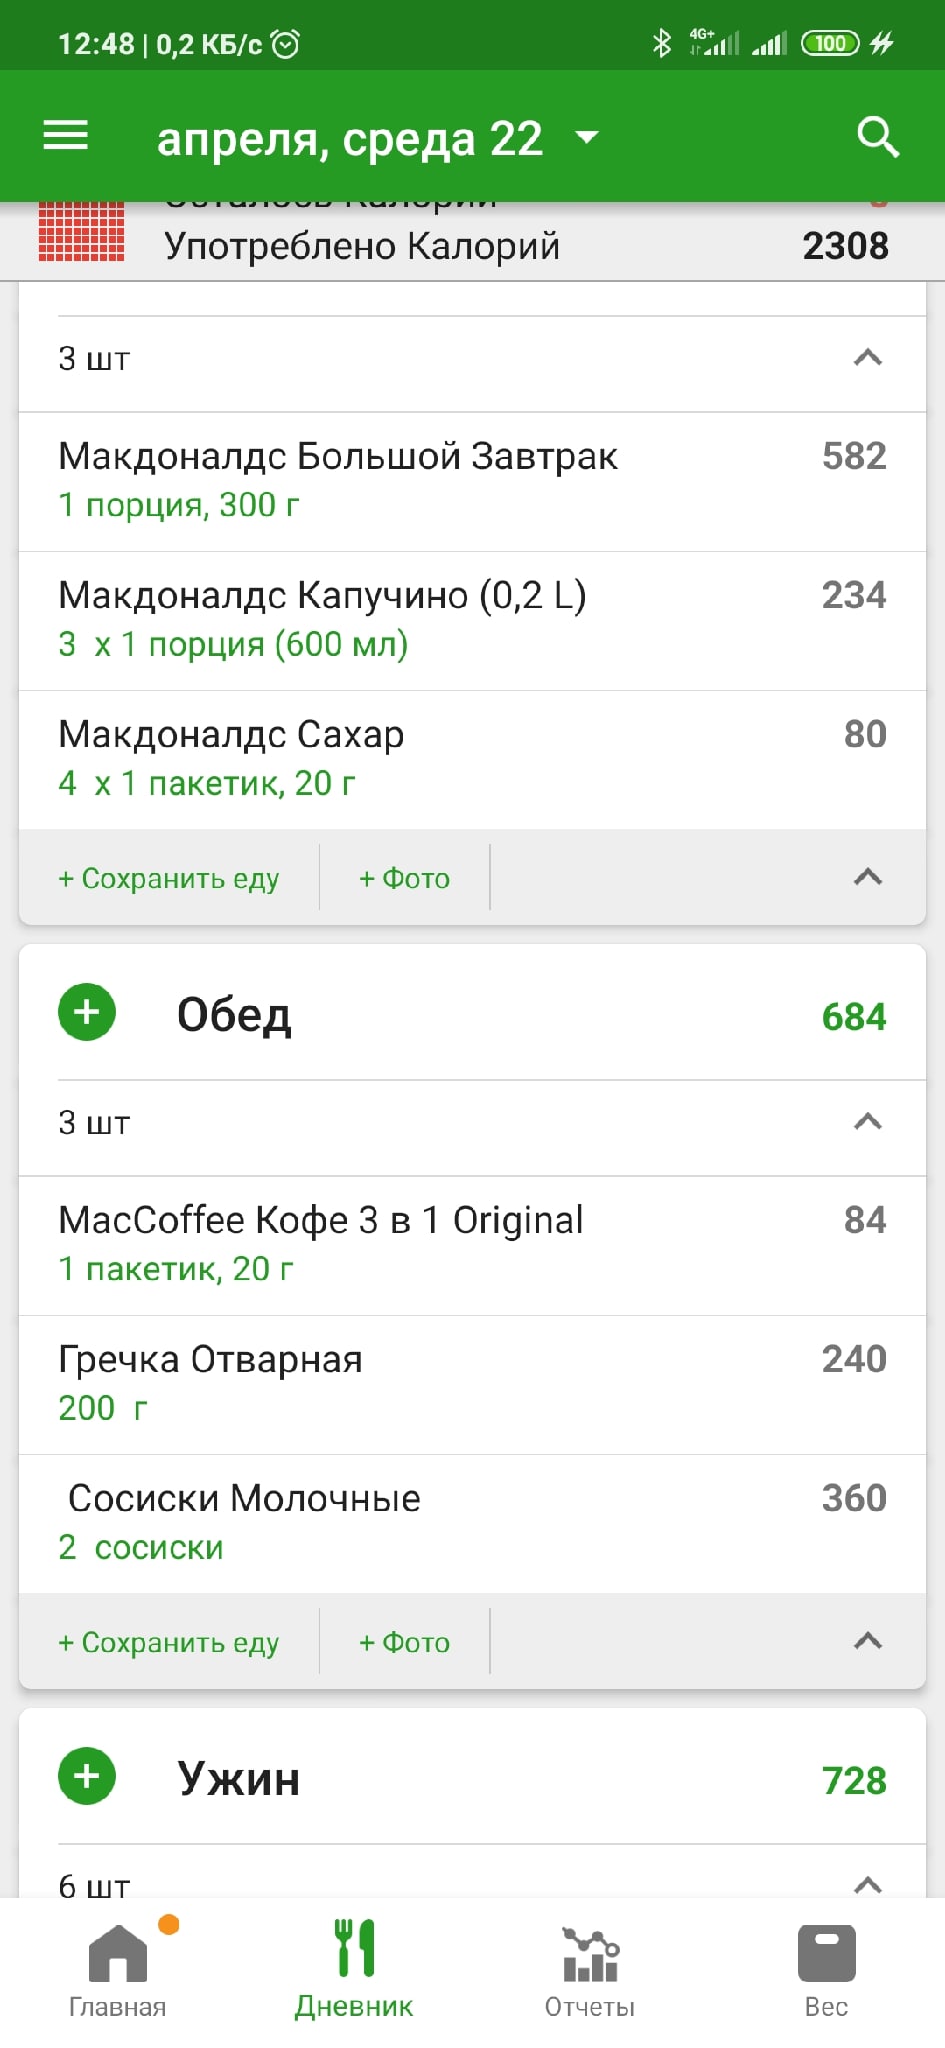 12:48 | 0,2 КБ/с
4G+
100
апреля, среда 22
Осталось Калорий
Употреблено Калорий 2308
3 шт
Макдоналдс Большой Завтрак 582
1 порция, 300 г
Макдоналдс Капучино (0,2 L) 234
3 x 1 порция (600 мл)
Макдоналдс Сахар 80
4 x 1 пакетик, 20 г
+ Сохранить еду + Фото
Обед 684
3 шт
MacCoffee Кофе 3 в 1 Original 84
1 пакетик, 20 г
Гречка Отварная 240
200 г
Сосиски Молочные 360
2 сосиски
+ Сохранить еду + Фото
Ужин 728
6 шт
Главная Дневник Отчеты Вес